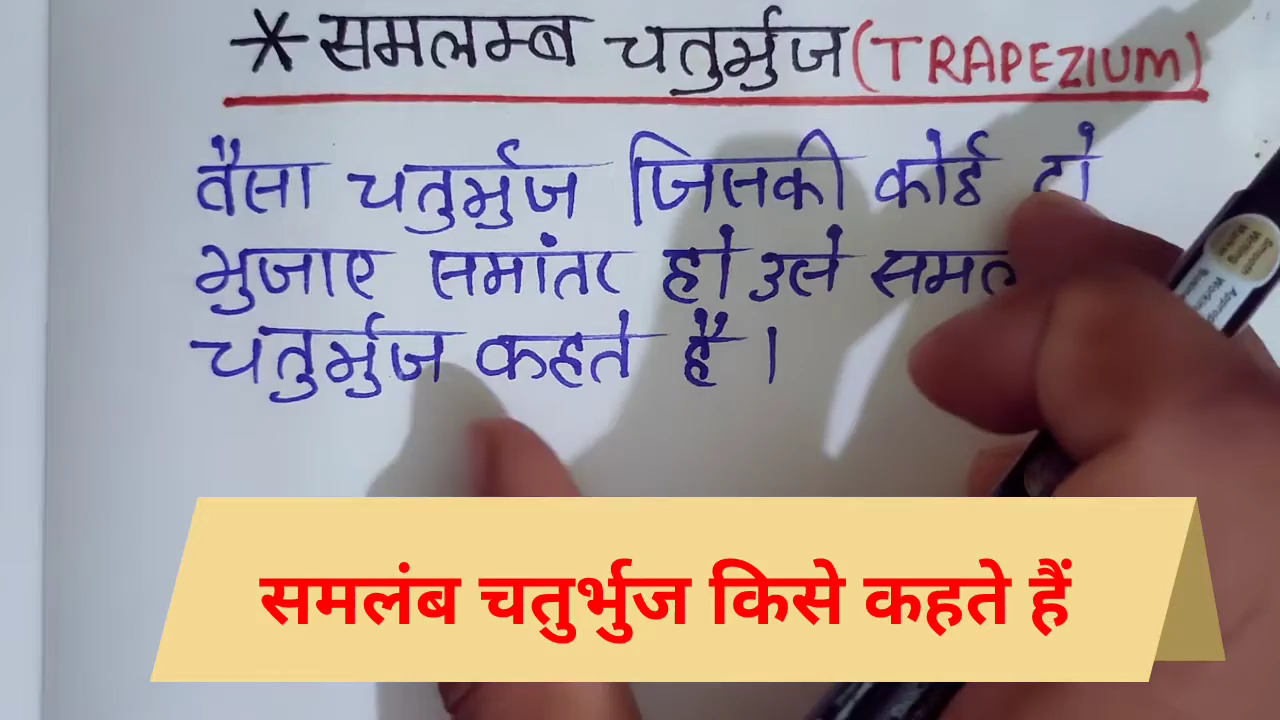 * समलम्ब चतुर्भुज (TRAPEZIUM)
वैसा चतुर्भुज जिसकी कोई दो
भुजाए समांतर हो उसे
चतुर्भुज कहते हैं।
समलंब चतुर्भुज किसे कहते हैं